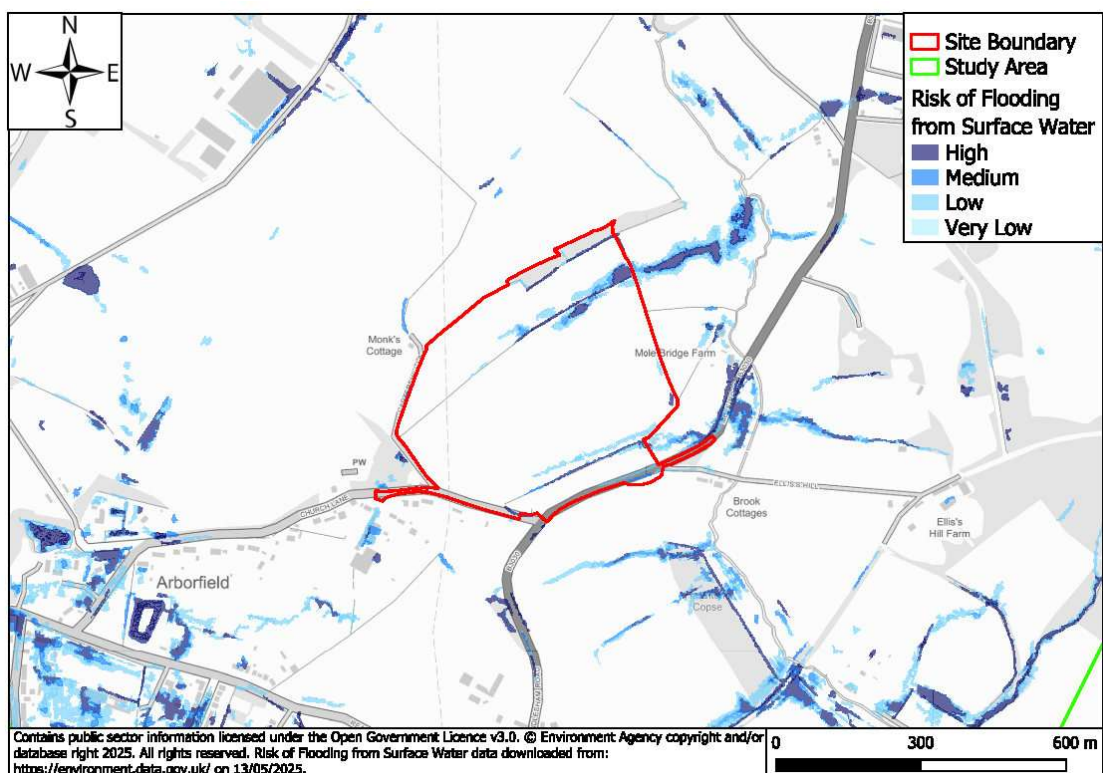 N
W
E
S
Site Boundary
Study Area
Risk of Flooding
from Surface Water
High
Medium
Low
Very Low
Monk's
Cottage
Mole Bridge Farm
PW
CHURCH LANE
ELLIS'S HILL
Brook
Cottages
Ellis's
Hill Farm
B3030
Arborfield
Copse
Contains public sector information licensed under the Open Government Licence v3.0. © Environment Agency copyright and/or
database right 2025. All rights reserved. Risk of Flooding from Surface Water data downloaded from:
https://environment.data.gov.uk/ on 13/05/2025.
0 300 600 m